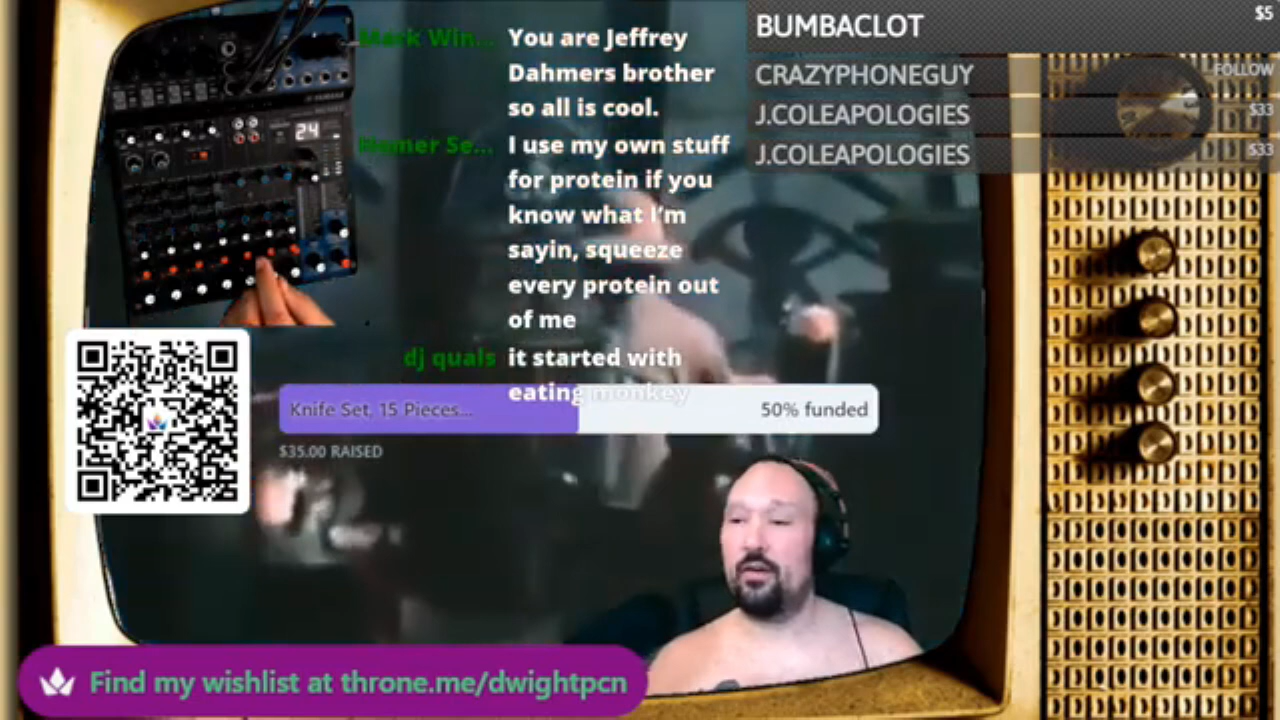 Mark Win... You are Jeffrey
Dahmers brother
so all is cool.
Homer Se... I use my own stuff
for protein if you
know what I'm
sayin, squeeze
every protein out
of me
dj quals it started with
eating monkey
BUMBACLOT $5
CRAZYPHONEGUY FOLLOW
J.COLEAPOLOGIES $33
J.COLEAPOLOGIES $33
YAMAHA
24
Knife Set, 15 Pieces... 50% funded
$35.00 RAISED
Find my wishlist at throne.me/dwightpcn